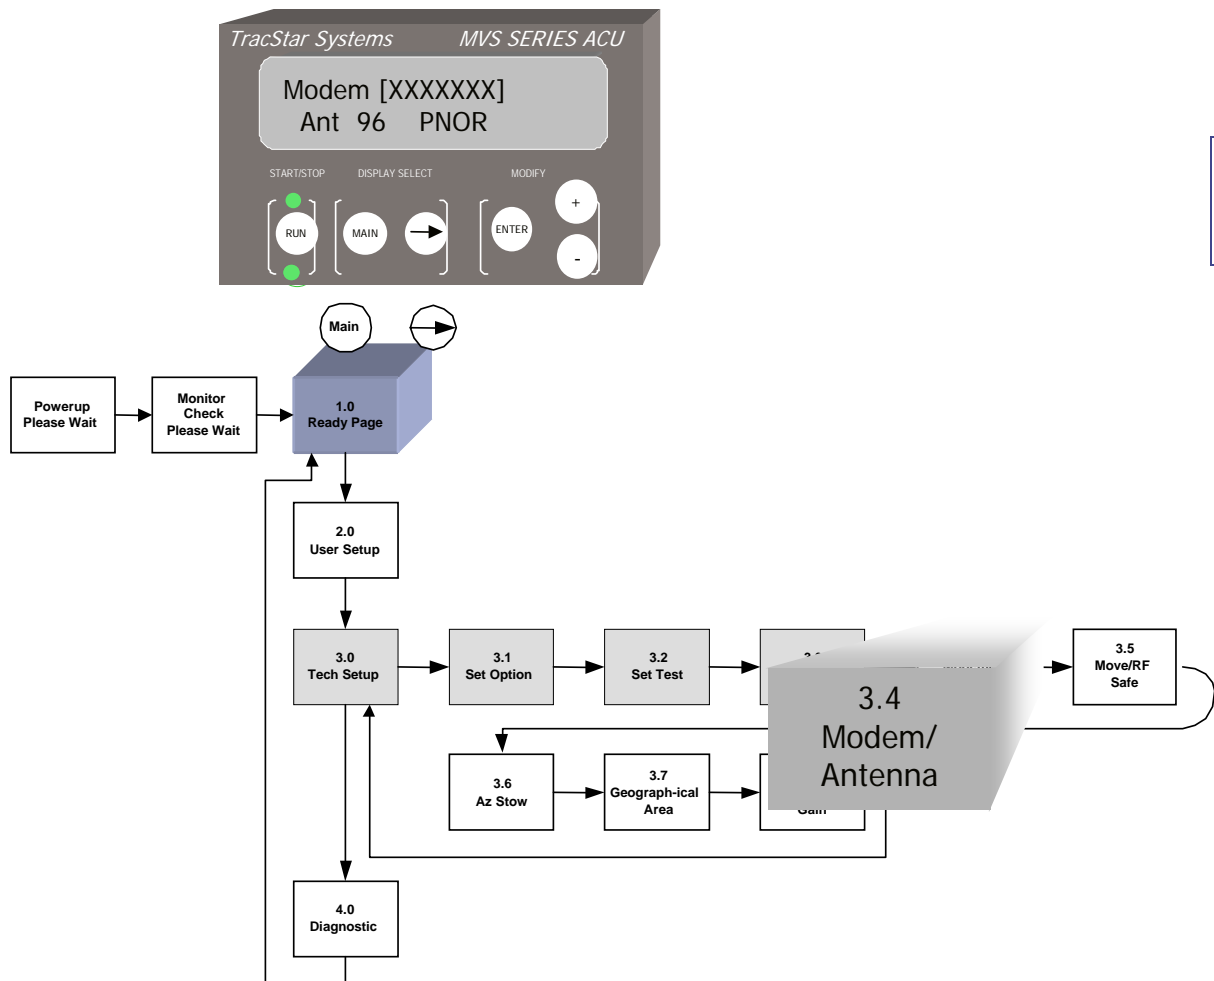 TracStar Systems MVS SERIES ACU
Modem [XXXXXXX]
Ant 96 PNOR
START/STOP DISPLAY SELECT MODIFY
RUN MAIN ENTER + -
Main
Powerup
Please Wait
Monitor
Check
Please Wait
1.0
Ready Page
2.0
User Setup
3.0
Tech Setup
3.1
Set Option
3.2
Set Test
3.4
Modem/
Antenna
3.5
Move/RF
Safe
3.6
Az Stow
3.7
Geograph-ical
Area
Gain
4.0
Diagnostic